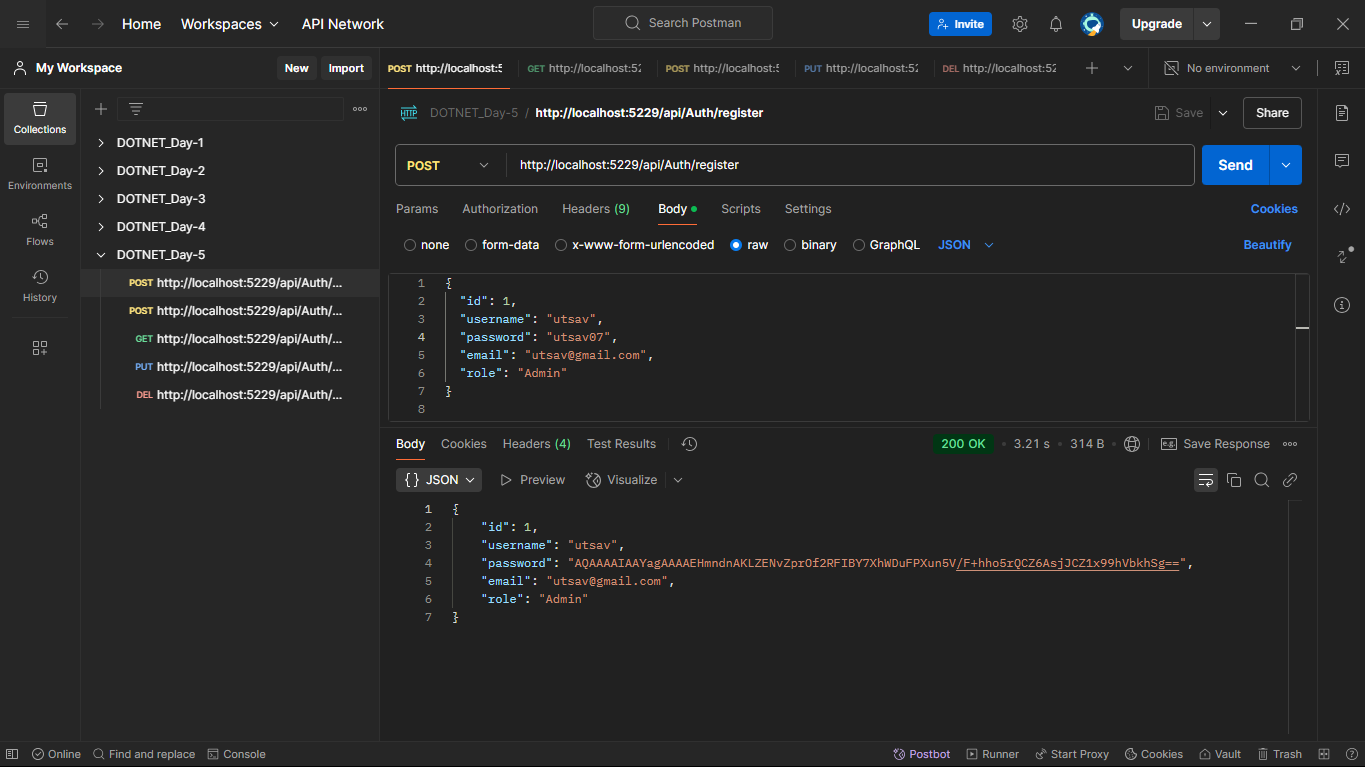 Home Workspaces API Network Search Postman Invite Upgrade
My Workspace New Import POST http://localhost:5 GET http://localhost:52 POST http://localhost:5 PUT http://localhost:52 DEL http://localhost:52 No environment
Collections
Environments
Flows
History
DOTNET_Day-1
DOTNET_Day-2
DOTNET_Day-3
DOTNET_Day-4
DOTNET_Day-5
POST http://localhost:5229/api/Auth/...
POST http://localhost:5229/api/Auth/...
GET http://localhost:5229/api/Auth/...
PUT http://localhost:5229/api/Auth/...
DEL http://localhost:5229/api/Auth/...
HTTP DOTNET_Day-5 / http://localhost:5229/api/Auth/register Save Share
POST http://localhost:5229/api/Auth/register Send
Params Authorization Headers (9) Body Scripts Settings Cookies
none form-data x-www-form-urlencoded raw binary GraphQL JSON Beautify
1 {
2 "id": 1,
3 "username": "utsav",
4 "password": "utsav07",
5 "email": "utsav@gmail.com",
6 "role": "Admin"
7 }
8
Body Cookies Headers (4) Test Results 200 OK 3.21 s 314 B e.g. Save Response
{} JSON Preview Visualize
1 {
2 "id": 1,
3 "username": "utsav",
4 "password": "AQAAAAIAAYagAAAAEHmndnAKLZENvZprOf2RFIBY7XhWDuFPXun5V/F+hho5rQCZ6AsjJCZ1x99hVbkhSg==",
5 "email": "utsav@gmail.com",
6 "role": "Admin"
7 }
Online Find and replace Console Postbot Runner Start Proxy Cookies Vault Trash